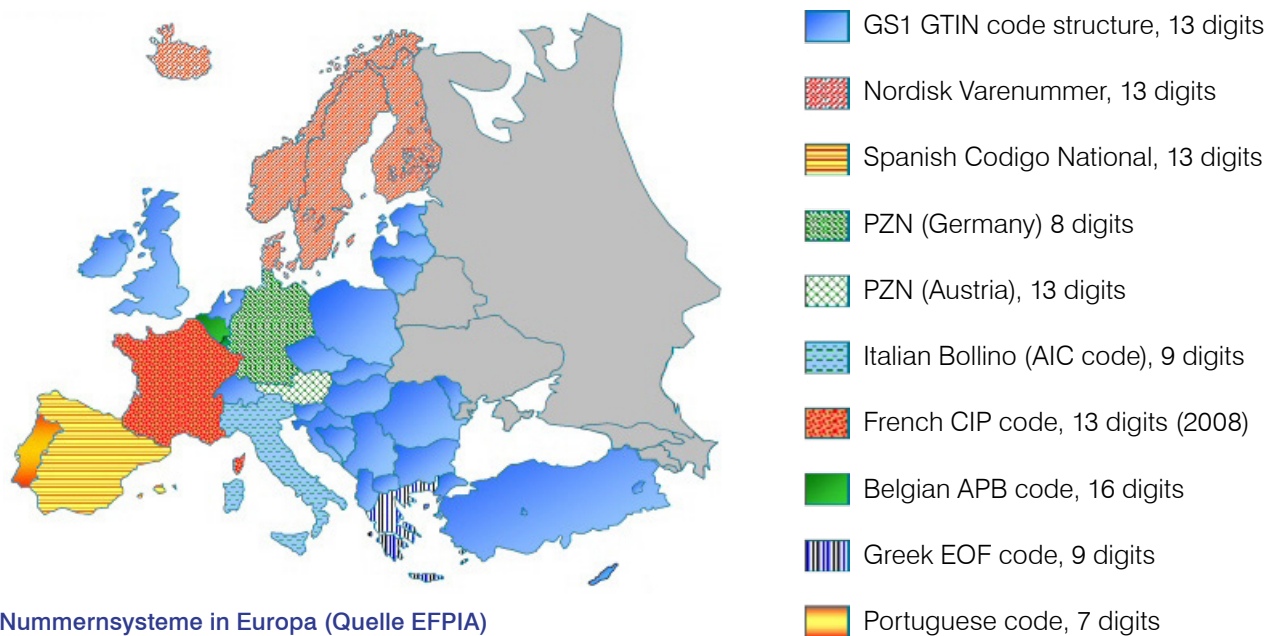 GS1 GTIN code structure, 13 digits
Nordisk Varenummer, 13 digits
Spanish Codigo National, 13 digits
PZN (Germany) 8 digits
PZN (Austria), 13 digits
Italian Bollino (AIC code), 9 digits
French CIP code, 13 digits (2008)
Belgian APB code, 16 digits
Greek EOF code, 9 digits
Portuguese code, 7 digits
Nummernsysteme in Europa (Quelle EFPIA)